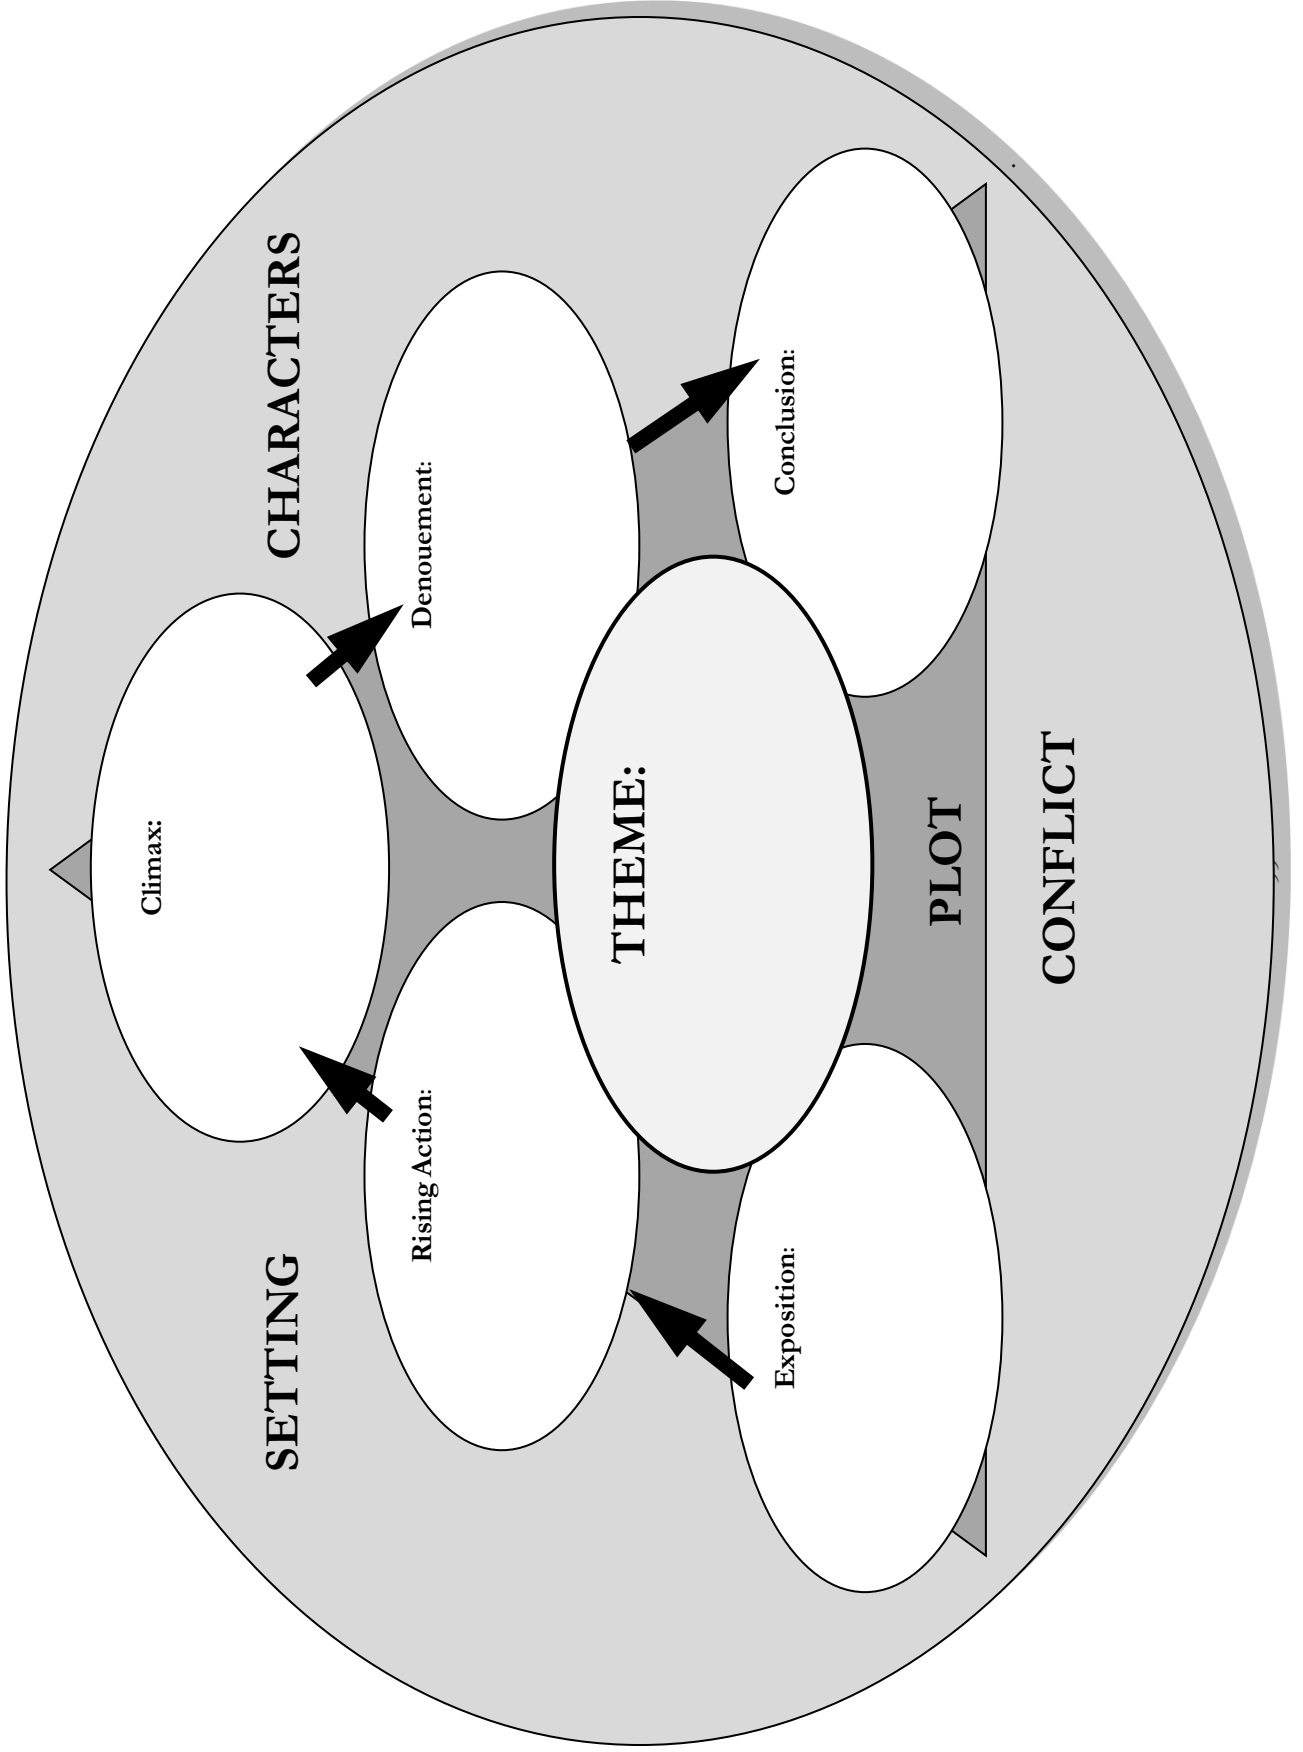 Climax:
SETTING
CHARACTERS
Rising Action:
Denouement:
THEME:
Exposition:
Conclusion:
PLOT
CONFLICT